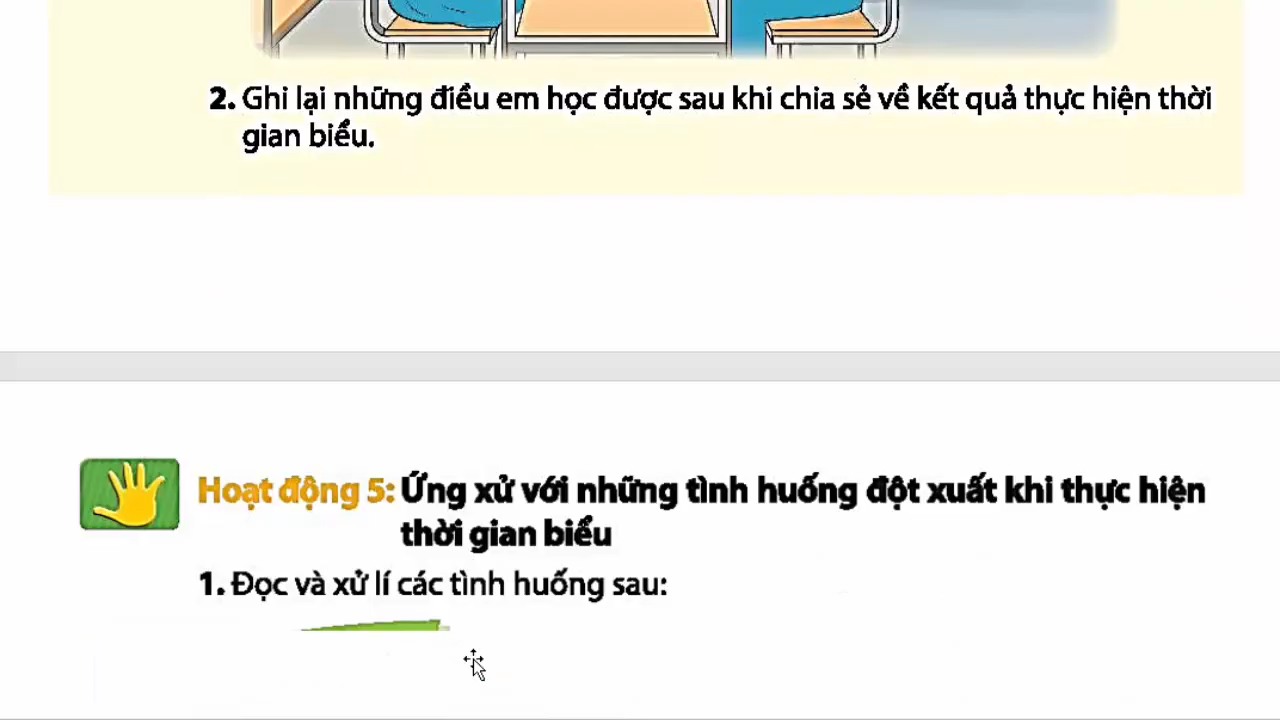 2. Ghi lại những điều em học được sau khi chia sẻ về kết quả thực hiện thời
gian biểu.
Hoạt động 5: Ứng xử với những tình huống đột xuất khi thực hiện
thời gian biểu
1. Đọc và xử lí các tình huống sau: